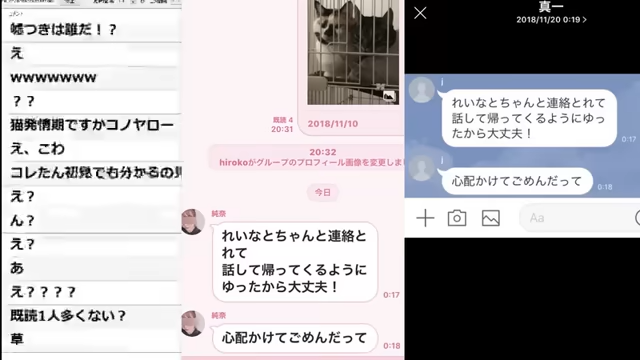 コメント
嘘つきは誰だ！？
え
wwwwwwww
？？
猫発情期ですかコノヤロー
え、こわ
コレたん初見でも分かるの
え？
ん？
え？
あ
え？？？？
既読1人多くない？
草
既読 4
20:31
2018/11/10
20:32
hirokoがグループのプロフィール画像を変更しまし
今日
純奈
れいなとちゃんと連絡と
れて
話して帰ってくるように
ゆったから大丈夫！
0:17
純奈
心配かけてごめんだって
0:18
真一
2018/11/20 0:19
i
れいなとちゃんと連絡とれて
話して帰ってくるようにゆっ
たから大丈夫！
0:17
i
心配かけてごめんだって
0:18
Aa